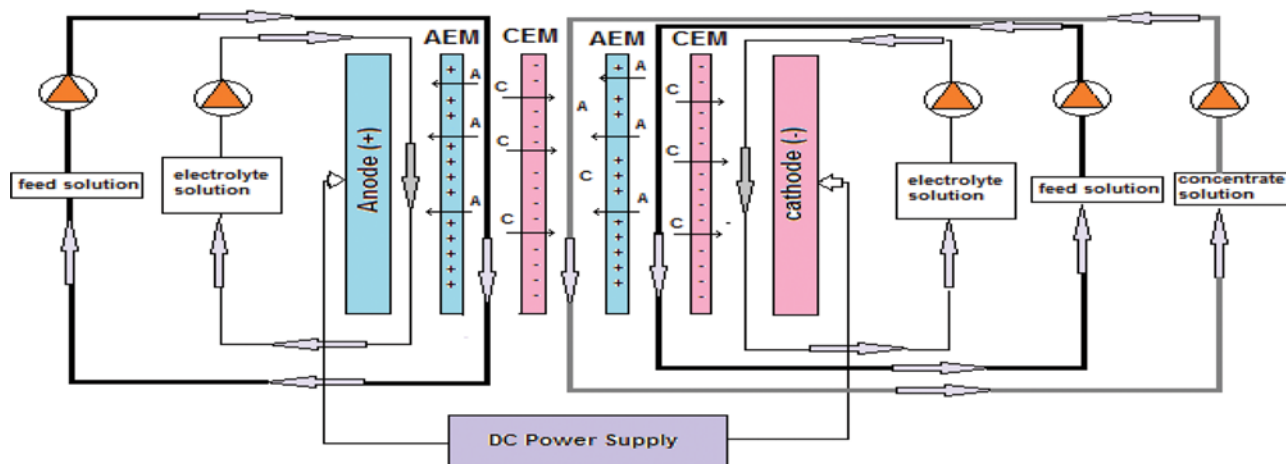 AEM
CEM
AEM
CEM
A
A
A
C
C
C
A
A
A
A
C
C
C
C
feed solution
electrolyte
solution
Anode (+)
cathode (-)
electrolyte
solution
feed solution
concentrate
solution
DC Power Supply